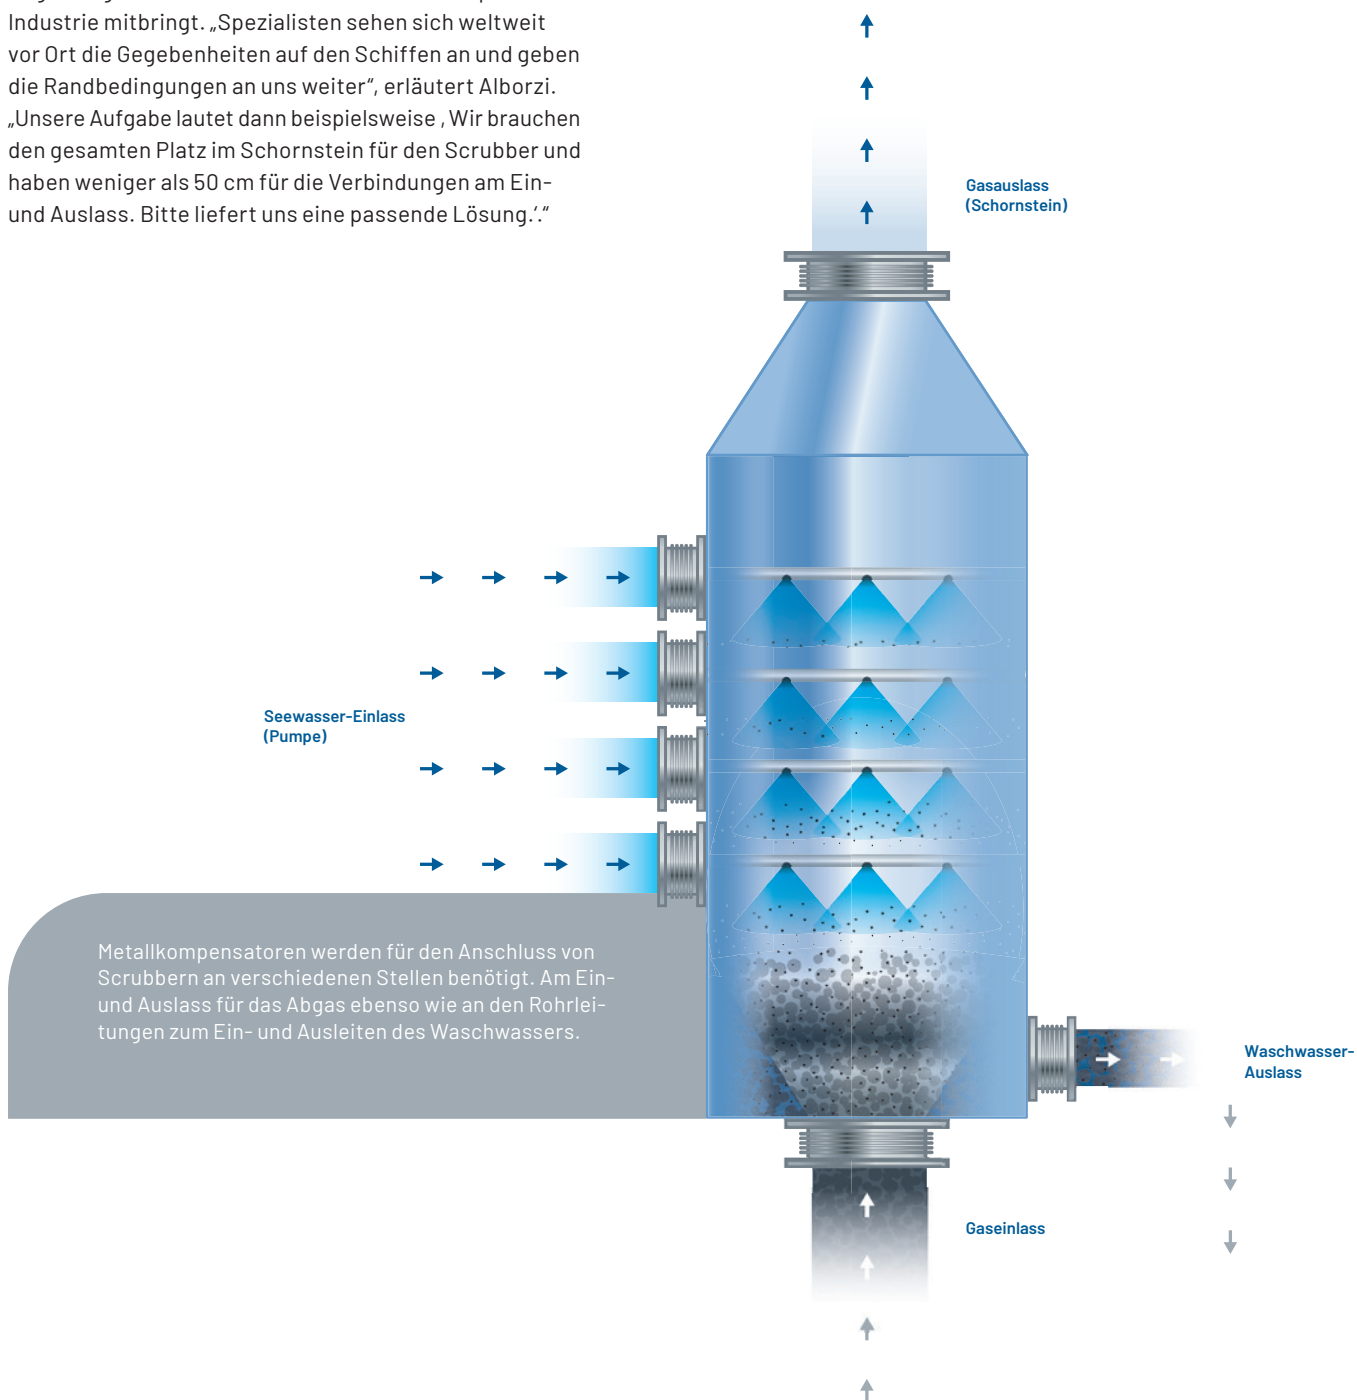 Industrie mitbringt. „Spezialisten sehen sich weltweit
vor Ort die Gegebenheiten auf den Schiffen an und geben
die Randbedingungen an uns weiter“, erläutert Alborzi.
„Unsere Aufgabe lautet dann beispielsweise ‚Wir brauchen
den gesamten Platz im Schornstein für den Scrubber und
haben weniger als 50 cm für die Verbindungen am Ein-
und Auslass. Bitte liefert uns eine passende Lösung.‘.“
Gasauslass
(Schornstein)
Seewasser-Einlass
(Pumpe)
Metallkompensatoren werden für den Anschluss von
Scrubbern an verschiedenen Stellen benötigt. Am Ein-
und Auslass für das Abgas ebenso wie an den Rohrlei-
tungen zum Ein- und Ausleiten des Waschwassers.
Waschwasser-
Auslass
Gaseinlass